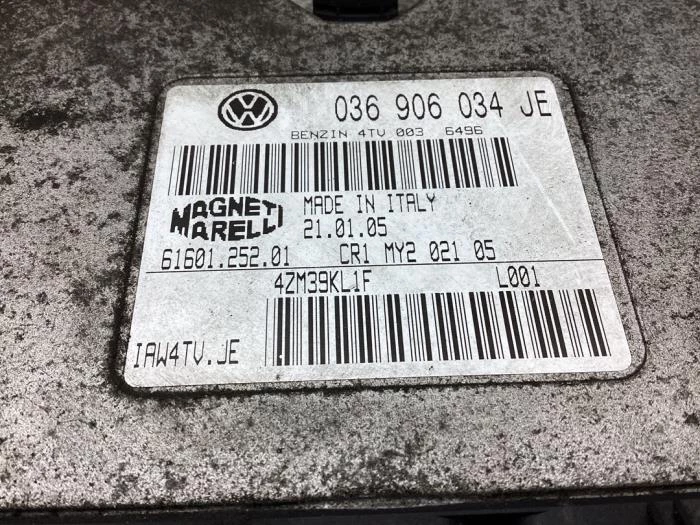 036 906 034 JE
BENZIN 4TV 003 6496
MAGNETI MARELLI
MADE IN ITALY
21.01.05
61601.252.01 CR1 MY2 021 05
4ZM39KL1F L001
IAW4TV.JE